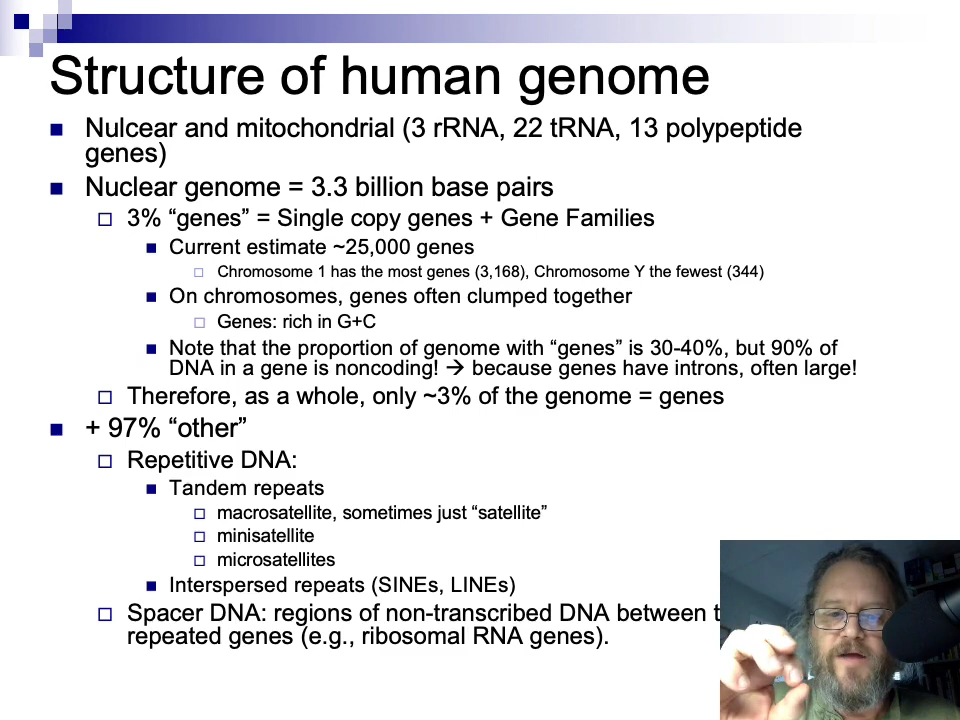 Structure of human genome
Nulcear and mitochondrial (3 rRNA, 22 tRNA, 13 polypeptide
genes)
Nuclear genome = 3.3 billion base pairs
3% “genes” = Single copy genes + Gene Families
Current estimate ~25,000 genes
Chromosome 1 has the most genes (3,168), Chromosome Y the fewest (344)
On chromosomes, genes often clumped together
Genes: rich in G+C
Note that the proportion of genome with “genes” is 30-40%, but 90% of
DNA in a gene is noncoding! → because genes have introns, often large!
Therefore, as a whole, only ~3% of the genome = genes
+ 97% “other”
Repetitive DNA:
Tandem repeats
macrosatellite, sometimes just “satellite”
minisatellite
microsatellites
Interspersed repeats (SINEs, LINEs)
Spacer DNA: regions of non-transcribed DNA between
repeated genes (e.g., ribosomal RNA genes).